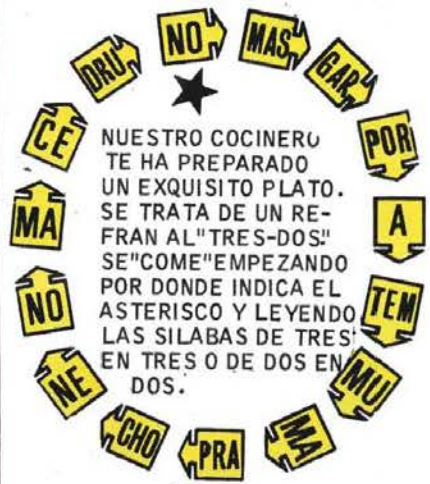 NO
MAS
GAR
POR
A
TEM
MU
MA
PRA
CHO
NE
NO
MA
CE
DRU
NUESTRO COCINERO
TE HA PREPARADO
UN EXQUISITO PLATO.
SE TRATA DE UN RE-
FRAN AL"TRES-DOS."
SE"COME"EMPEZANDO
POR DONDE INDICA EL
ASTERISCO Y LEYENDO
LAS SILABAS DE TRES
EN TRES O DE DOS EN
DOS.